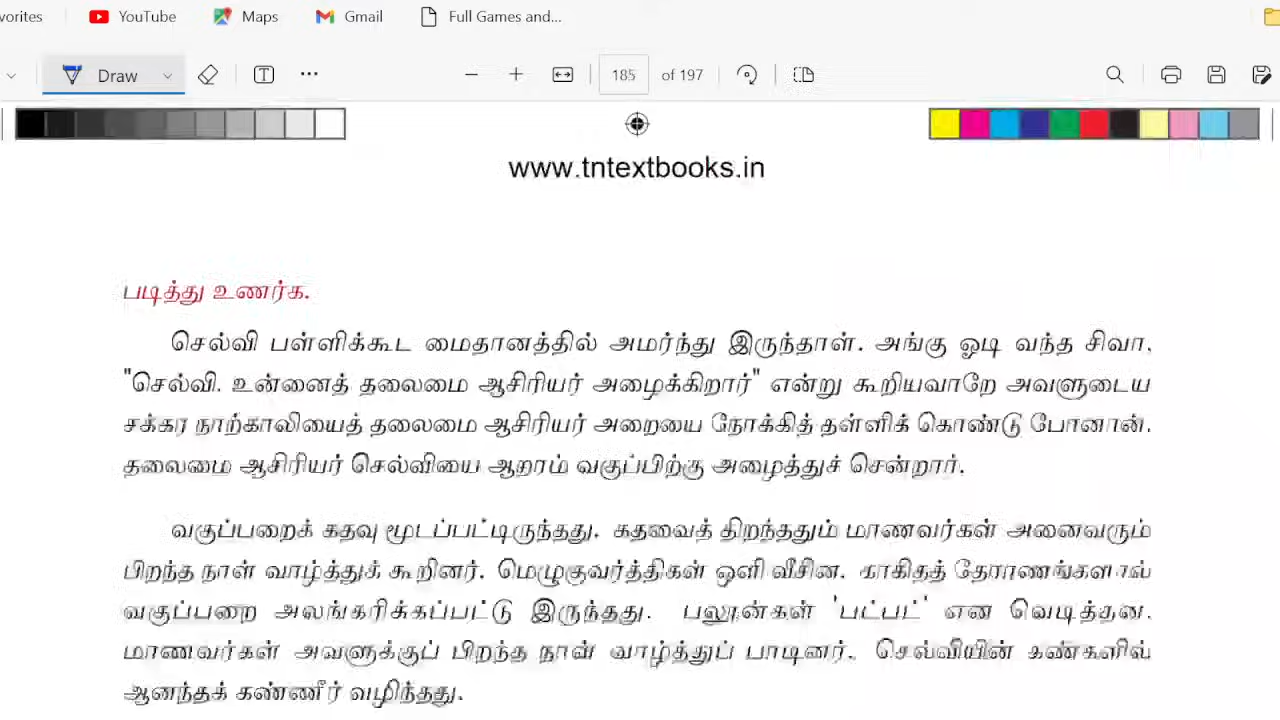 vorites YouTube Maps Gmail Full Games and...
Draw T ... 185 of 197
www.tntextbooks.in
படித்து உணர்க.
செல்வி பள்ளிக்கூட மைதானத்தில் அமர்ந்து இருந்தாள். அங்கு ஓடி வந்த சிவா,
"செல்வி, உன்னைத் தலைமை ஆசிரியர் அழைக்கிறார்" என்று கூறியவாறே அவளுடைய
சக்கர நாற்காலியைத் தலைமை ஆசிரியர் அறையை நோக்கித் தள்ளிக் கொண்டு போனான்.
தலைமை ஆசிரியர் செல்வியை ஆறாம் வகுப்பிற்கு அழைத்துச் சென்றார்.
வகுப்பறைக் கதவு மூடப்பட்டிருந்தது. கதவைத் திறந்ததும் மாணவர்கள் அனைவரும்
பிறந்த நாள் வாழ்த்துக் கூறினர். மெழுகுவர்த்திகள் ஒளி வீசின. காகிதத் தோரணங்களால்
வகுப்பறை அலங்கரிக்கப்பட்டு இருந்தது. பலூன்கள் 'பட்பட்' என வெடித்தன.
மாணவர்கள் அவளுக்குப் பிறந்த நாள் வாழ்த்துப் பாடினர். செல்வியின் கண்களில்
ஆனந்தக் கண்ணீர் வழிந்தது.